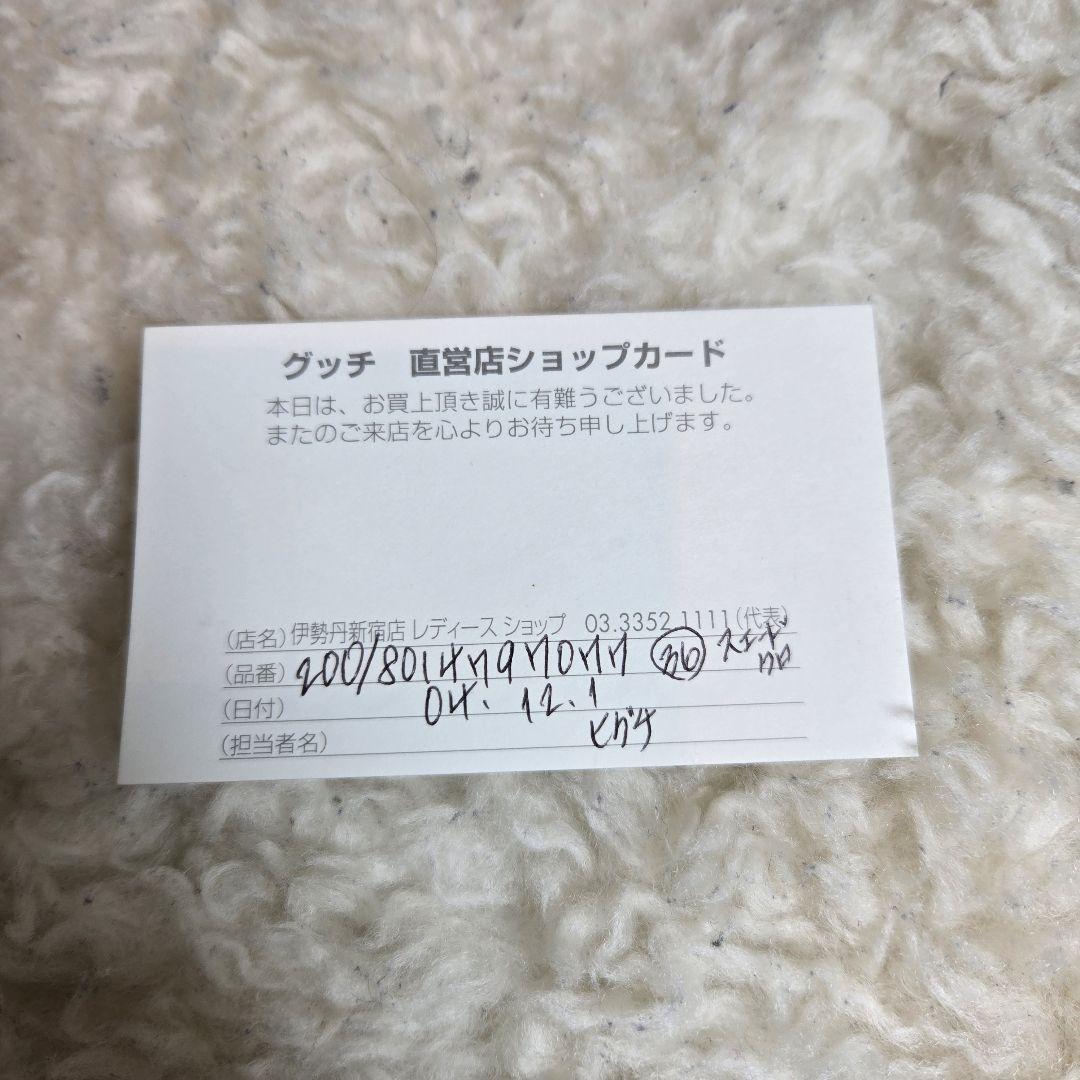 グッチ 直営店ショップカード
本日は、お買上頂き誠に有難うございました。
またのご来店を心よりお待ち申し上げます。
(店名) 伊勢丹新宿店 レディース ショップ 03.3352.1111 (代表)
(品番) 36
(日付) 04.12.1
(担当者名) ヒグチ